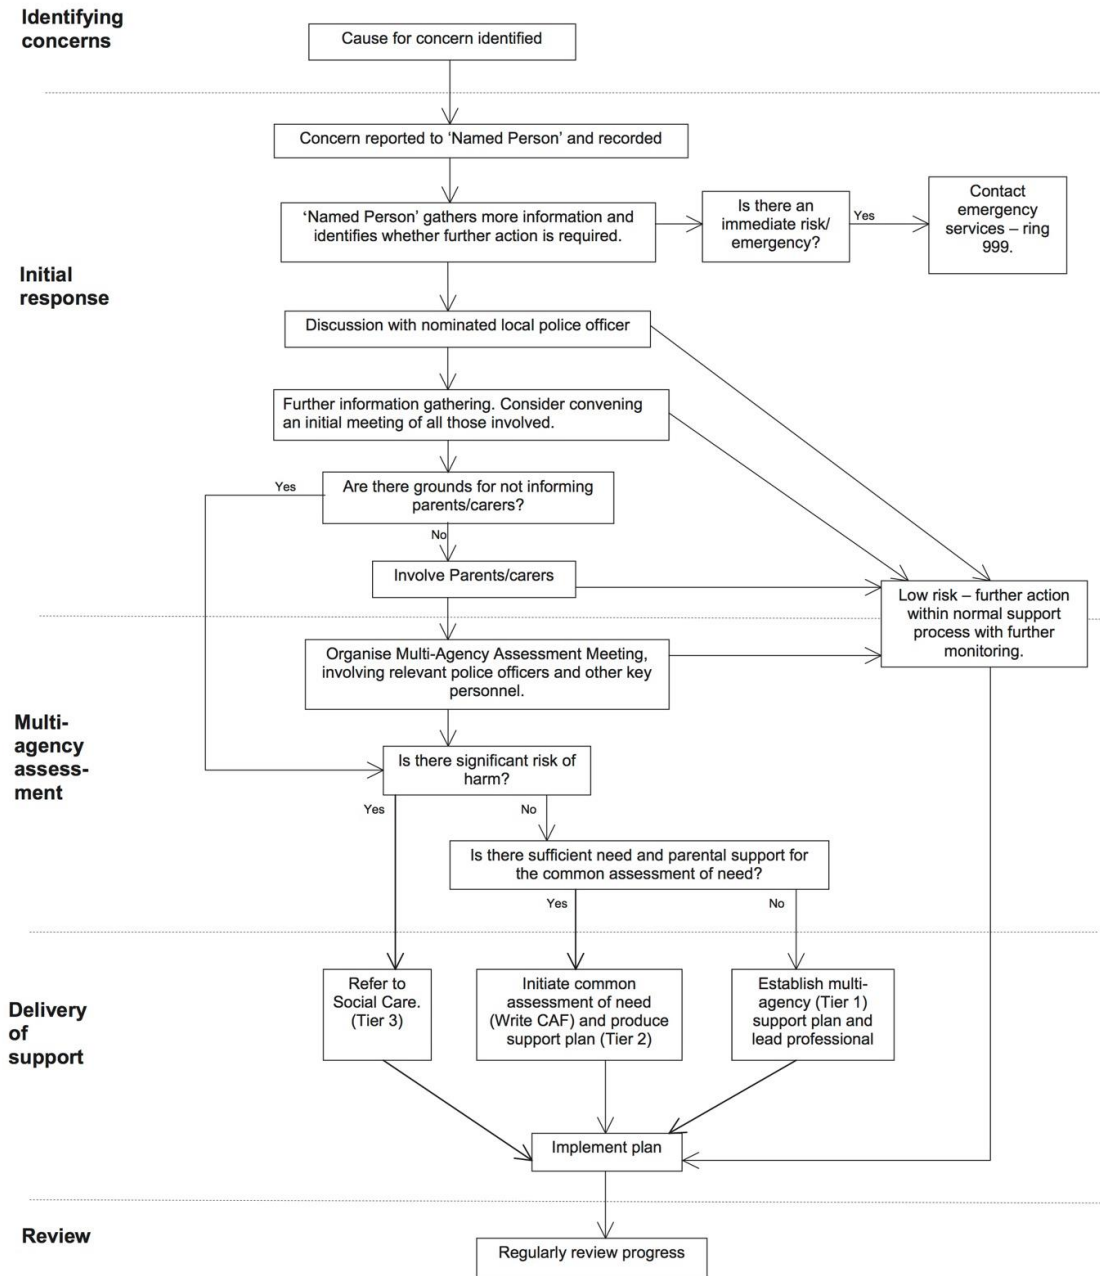 Identifying
concerns
Cause for concern identified
Concern reported to ‘Named Person’ and recorded
‘Named Person’ gathers more information and
identifies whether further action is required.
Is there an
immediate risk/
emergency?
Yes
Contact
emergency
services – ring
999.
Initial
response
Discussion with nominated local police officer
Further information gathering. Consider convening
an initial meeting of all those involved.
Yes
Are there grounds for not informing
parents/carers?
No
Involve Parents/carers
Low risk – further action
within normal support
process with further
monitoring.
Organise Multi-Agency Assessment Meeting,
involving relevant police officers and other key
personnel.
Multi-
agency
assess-
ment
Is there significant risk of
harm?
Yes
No
Is there sufficient need and parental support for
the common assessment of need?
Yes
No
Delivery
of
support
Refer to
Social Care.
(Tier 3)
Initiate common
assessment of need
(Write CAF) and produce
support plan (Tier 2)
Establish multi-
agency (Tier 1)
support plan and
lead professional
Implement plan
Review
Regularly review progress